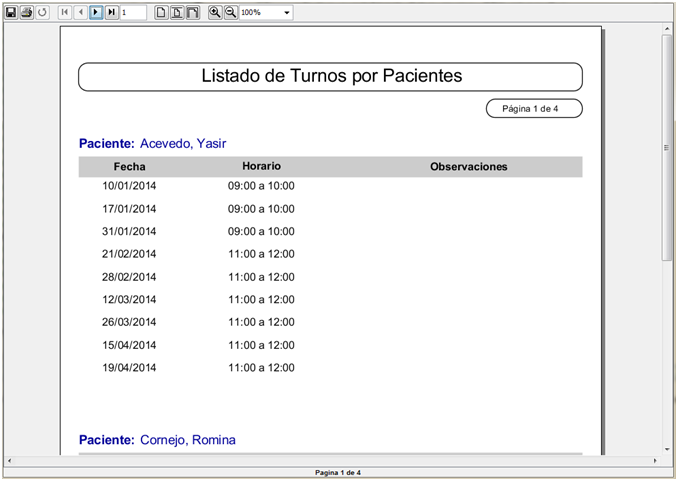 1 100%
Listado de Turnos por Pacientes
Página 1 de 4
Paciente: Acevedo, Yasir
Fecha Horario Observaciones
10/01/2014 09:00 a 10:00
17/01/2014 09:00 a 10:00
31/01/2014 09:00 a 10:00
21/02/2014 11:00 a 12:00
28/02/2014 11:00 a 12:00
12/03/2014 11:00 a 12:00
26/03/2014 11:00 a 12:00
15/04/2014 11:00 a 12:00
19/04/2014 11:00 a 12:00
Paciente: Cornejo, Romina
Pagina 1 de 4